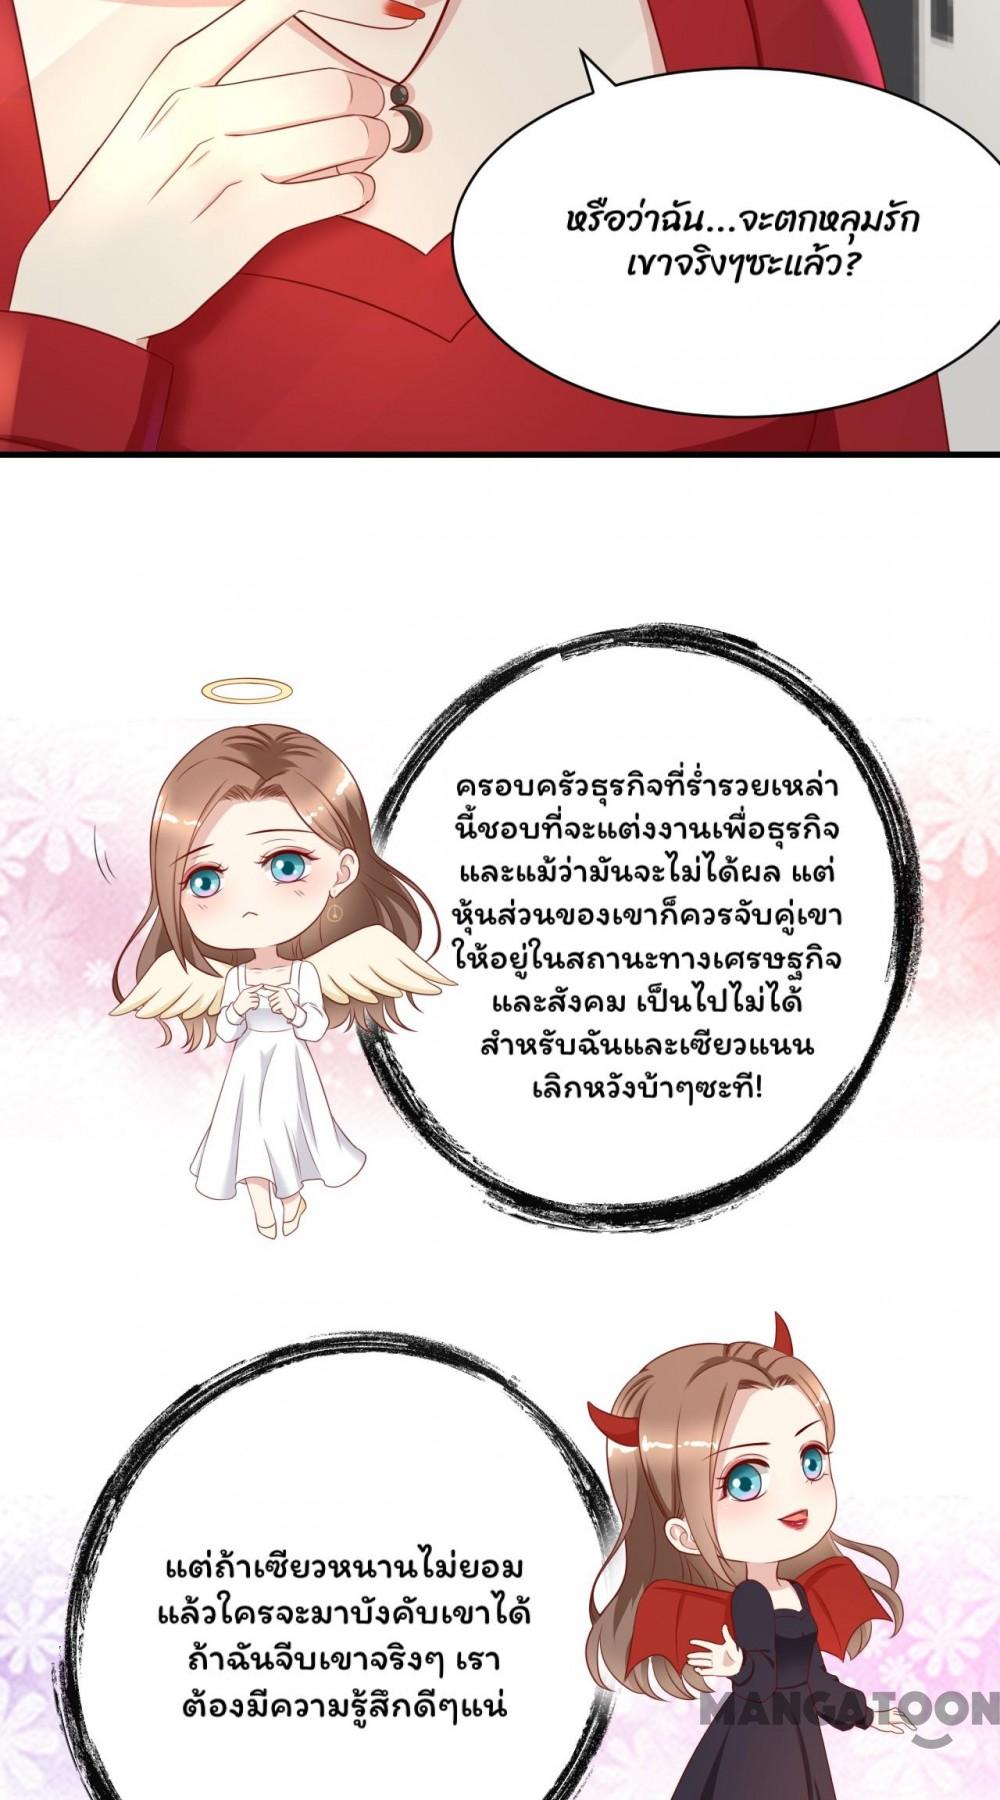 หรือว่าฉัน...จะตกหลุมรัก
เขาจริงๆซะแล้ว?
ครอบครัวธุรกิจที่ร่ำรวยเหล่า
นี้ชอบที่จะแต่งงานเพื่อธุรกิจ
และแม้ว่ามันจะไม่ได้ผล แต่
หุ้นส่วนของเขาก็ควรจับคู่เขา
ให้อยู่ในสถานะทางเศรษฐกิจ
และสังคม เป็นไปไม่ได้
สำหรับฉันและเซียวแนน
เลิกหวังบ้าๆซะที!
แต่ถ้าเซียวหนานไม่ยอม
แล้วใครจะมาบังคับเขาได้
ถ้าฉันจีบเขาจริงๆ เรา
ต้องมีความรู้สึกดีๆแน่
MANGATOON